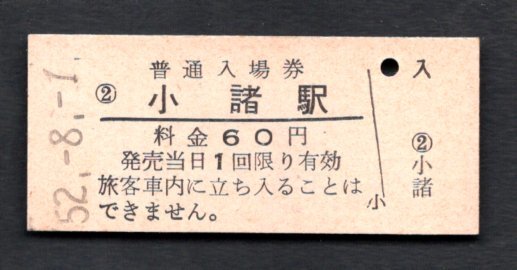 52.-8.-1.
普通入場券
② 小諸駅
料金60円
発売当日1回限り有効
旅客車内に立ち入ることは
できません。
入
②小諸
小